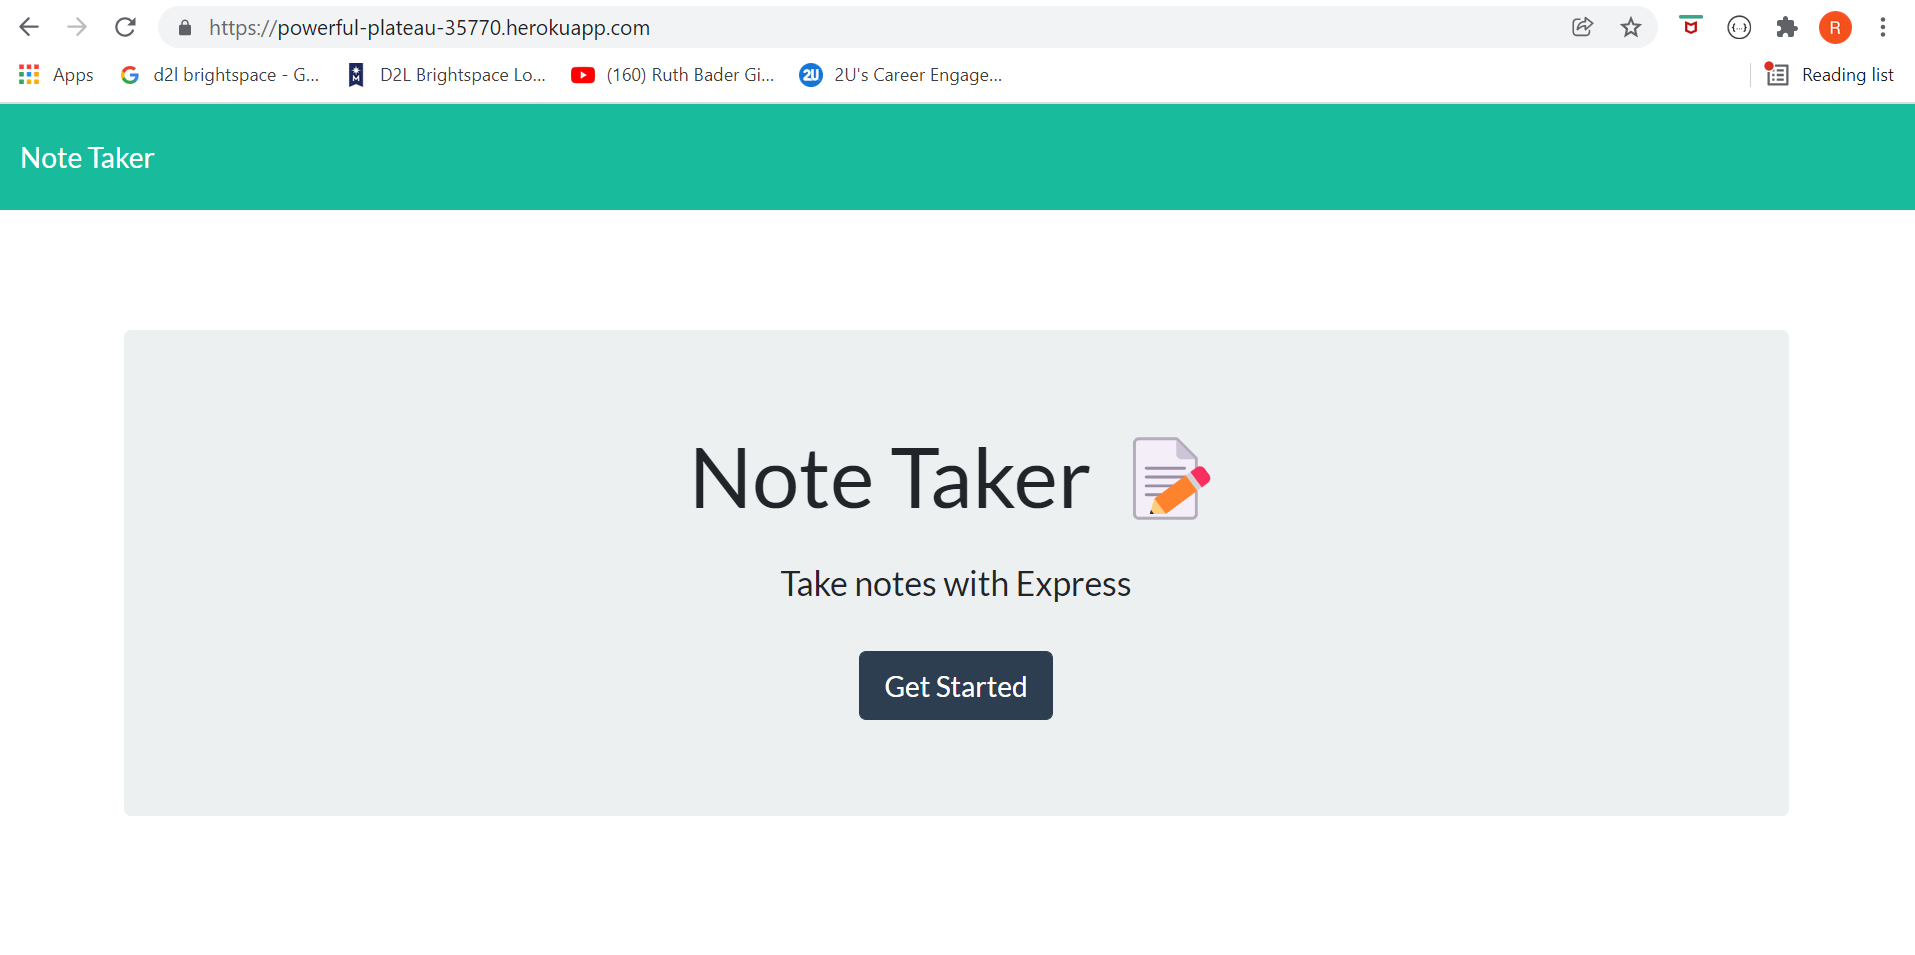 https://powerful-plateau-35770.herokuapp.com
R
Apps
d2l brightspace - G...
D2L Brightspace Lo...
(160) Ruth Bader Gi...
2U
2U's Career Engage...
Reading list
Note Taker
Note Taker
Take notes with Express
Get Started